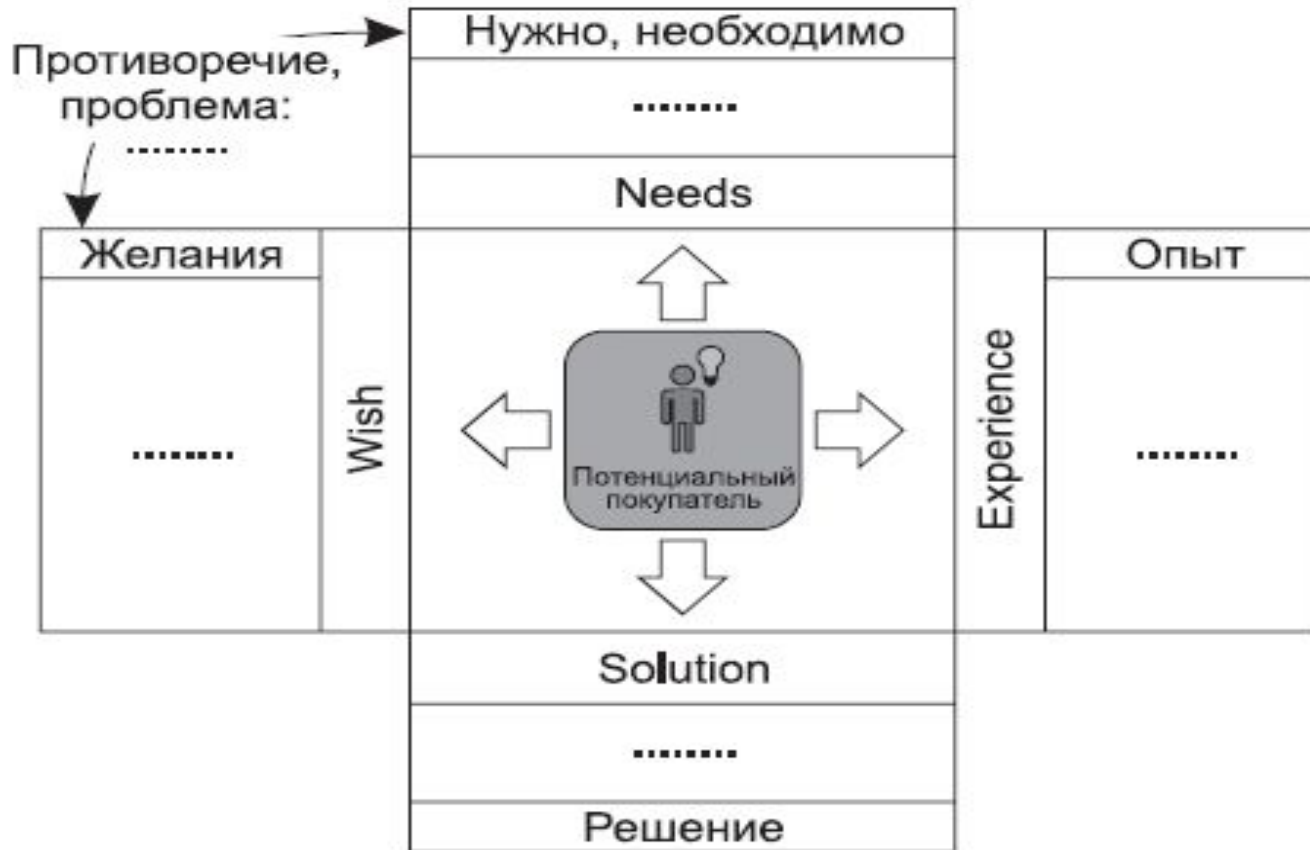 Нужно, необходимо
Противоречие,
проблема:
........
........
Needs
Желания
Опыт
Wish
........
Потенциальный
покупатель
Experience
........
Solution
........
Решение